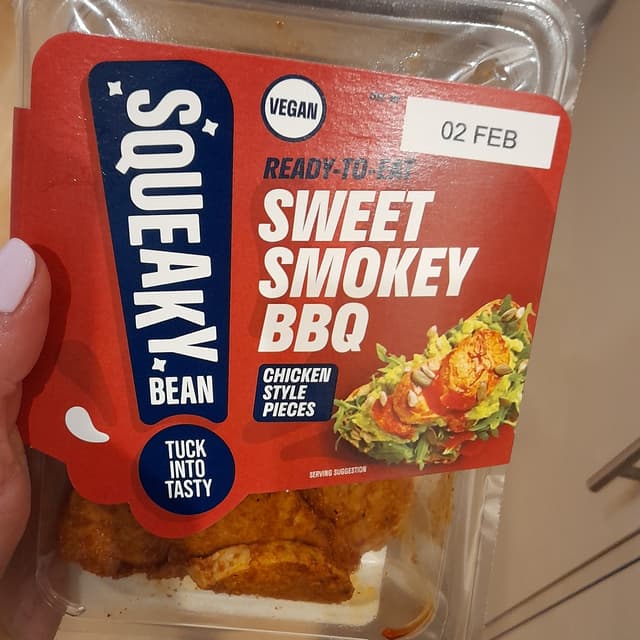 SQUEAKY
BEAN
TUCK
INTO
TASTY
VEGAN
02 FEB
READY-TO-EAT
SWEET
SMOKEY
BBQ
CHICKEN
STYLE
PIECES
SERVING SUGGESTION